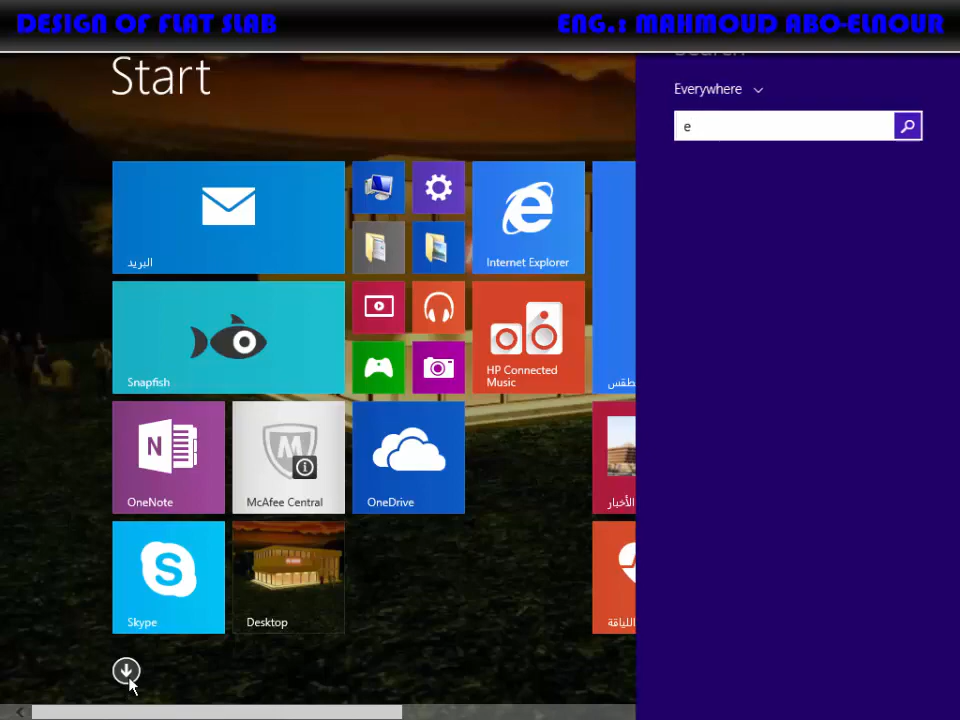 DESIGN OF FLAT SLAB
ENG.: MAHMOUD ABO-ELNOUR
Start
Search
Everywhere
e
البريد
Internet Explorer
Snapfish
HP Connected
Music
طقس
N
OneNote
M
McAfee Central
OneDrive
الأخبار
S
Skype
Desktop
اللياقة